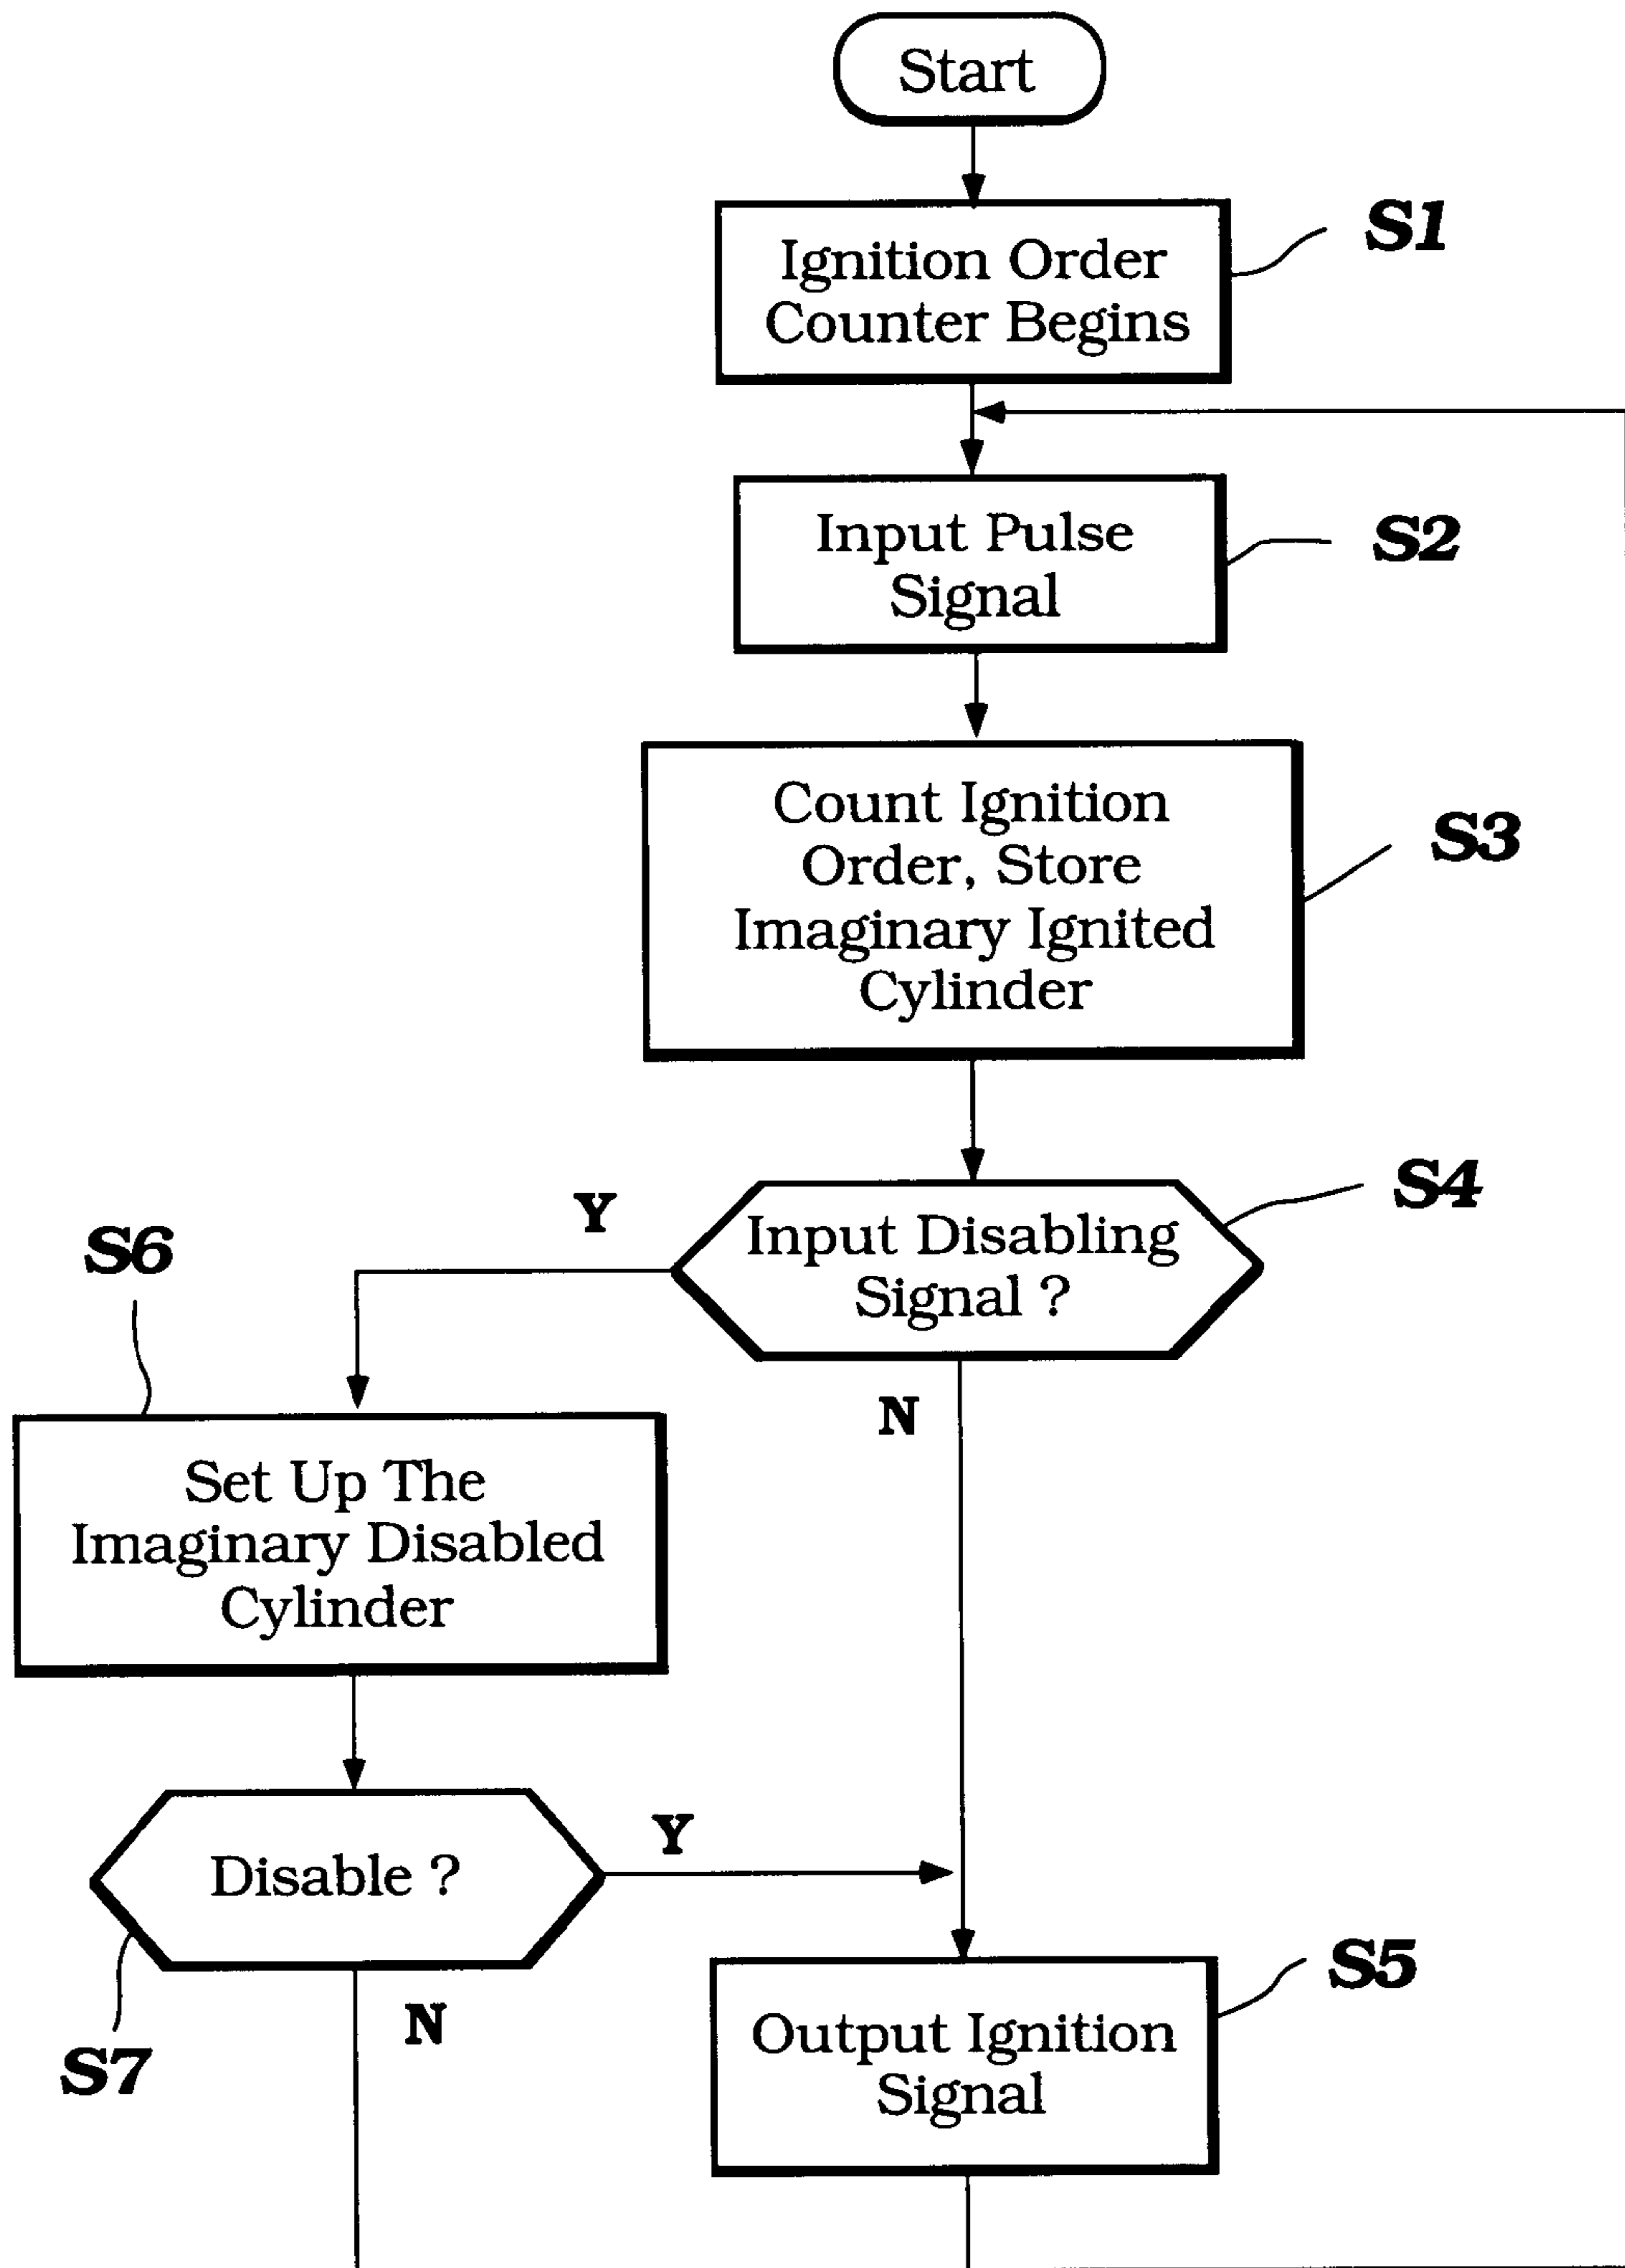 Start
S1
Ignition Order
Counter Begins
S2
Input Pulse
Signal
S3
Count Ignition
Order, Store
Imaginary Ignited
Cylinder
S4
Y
Input Disabling
Signal ?
S6
N
Set Up The
Imaginary Disabled
Cylinder
Y
Disable ?
S5
N
Output Ignition
Signal
S7